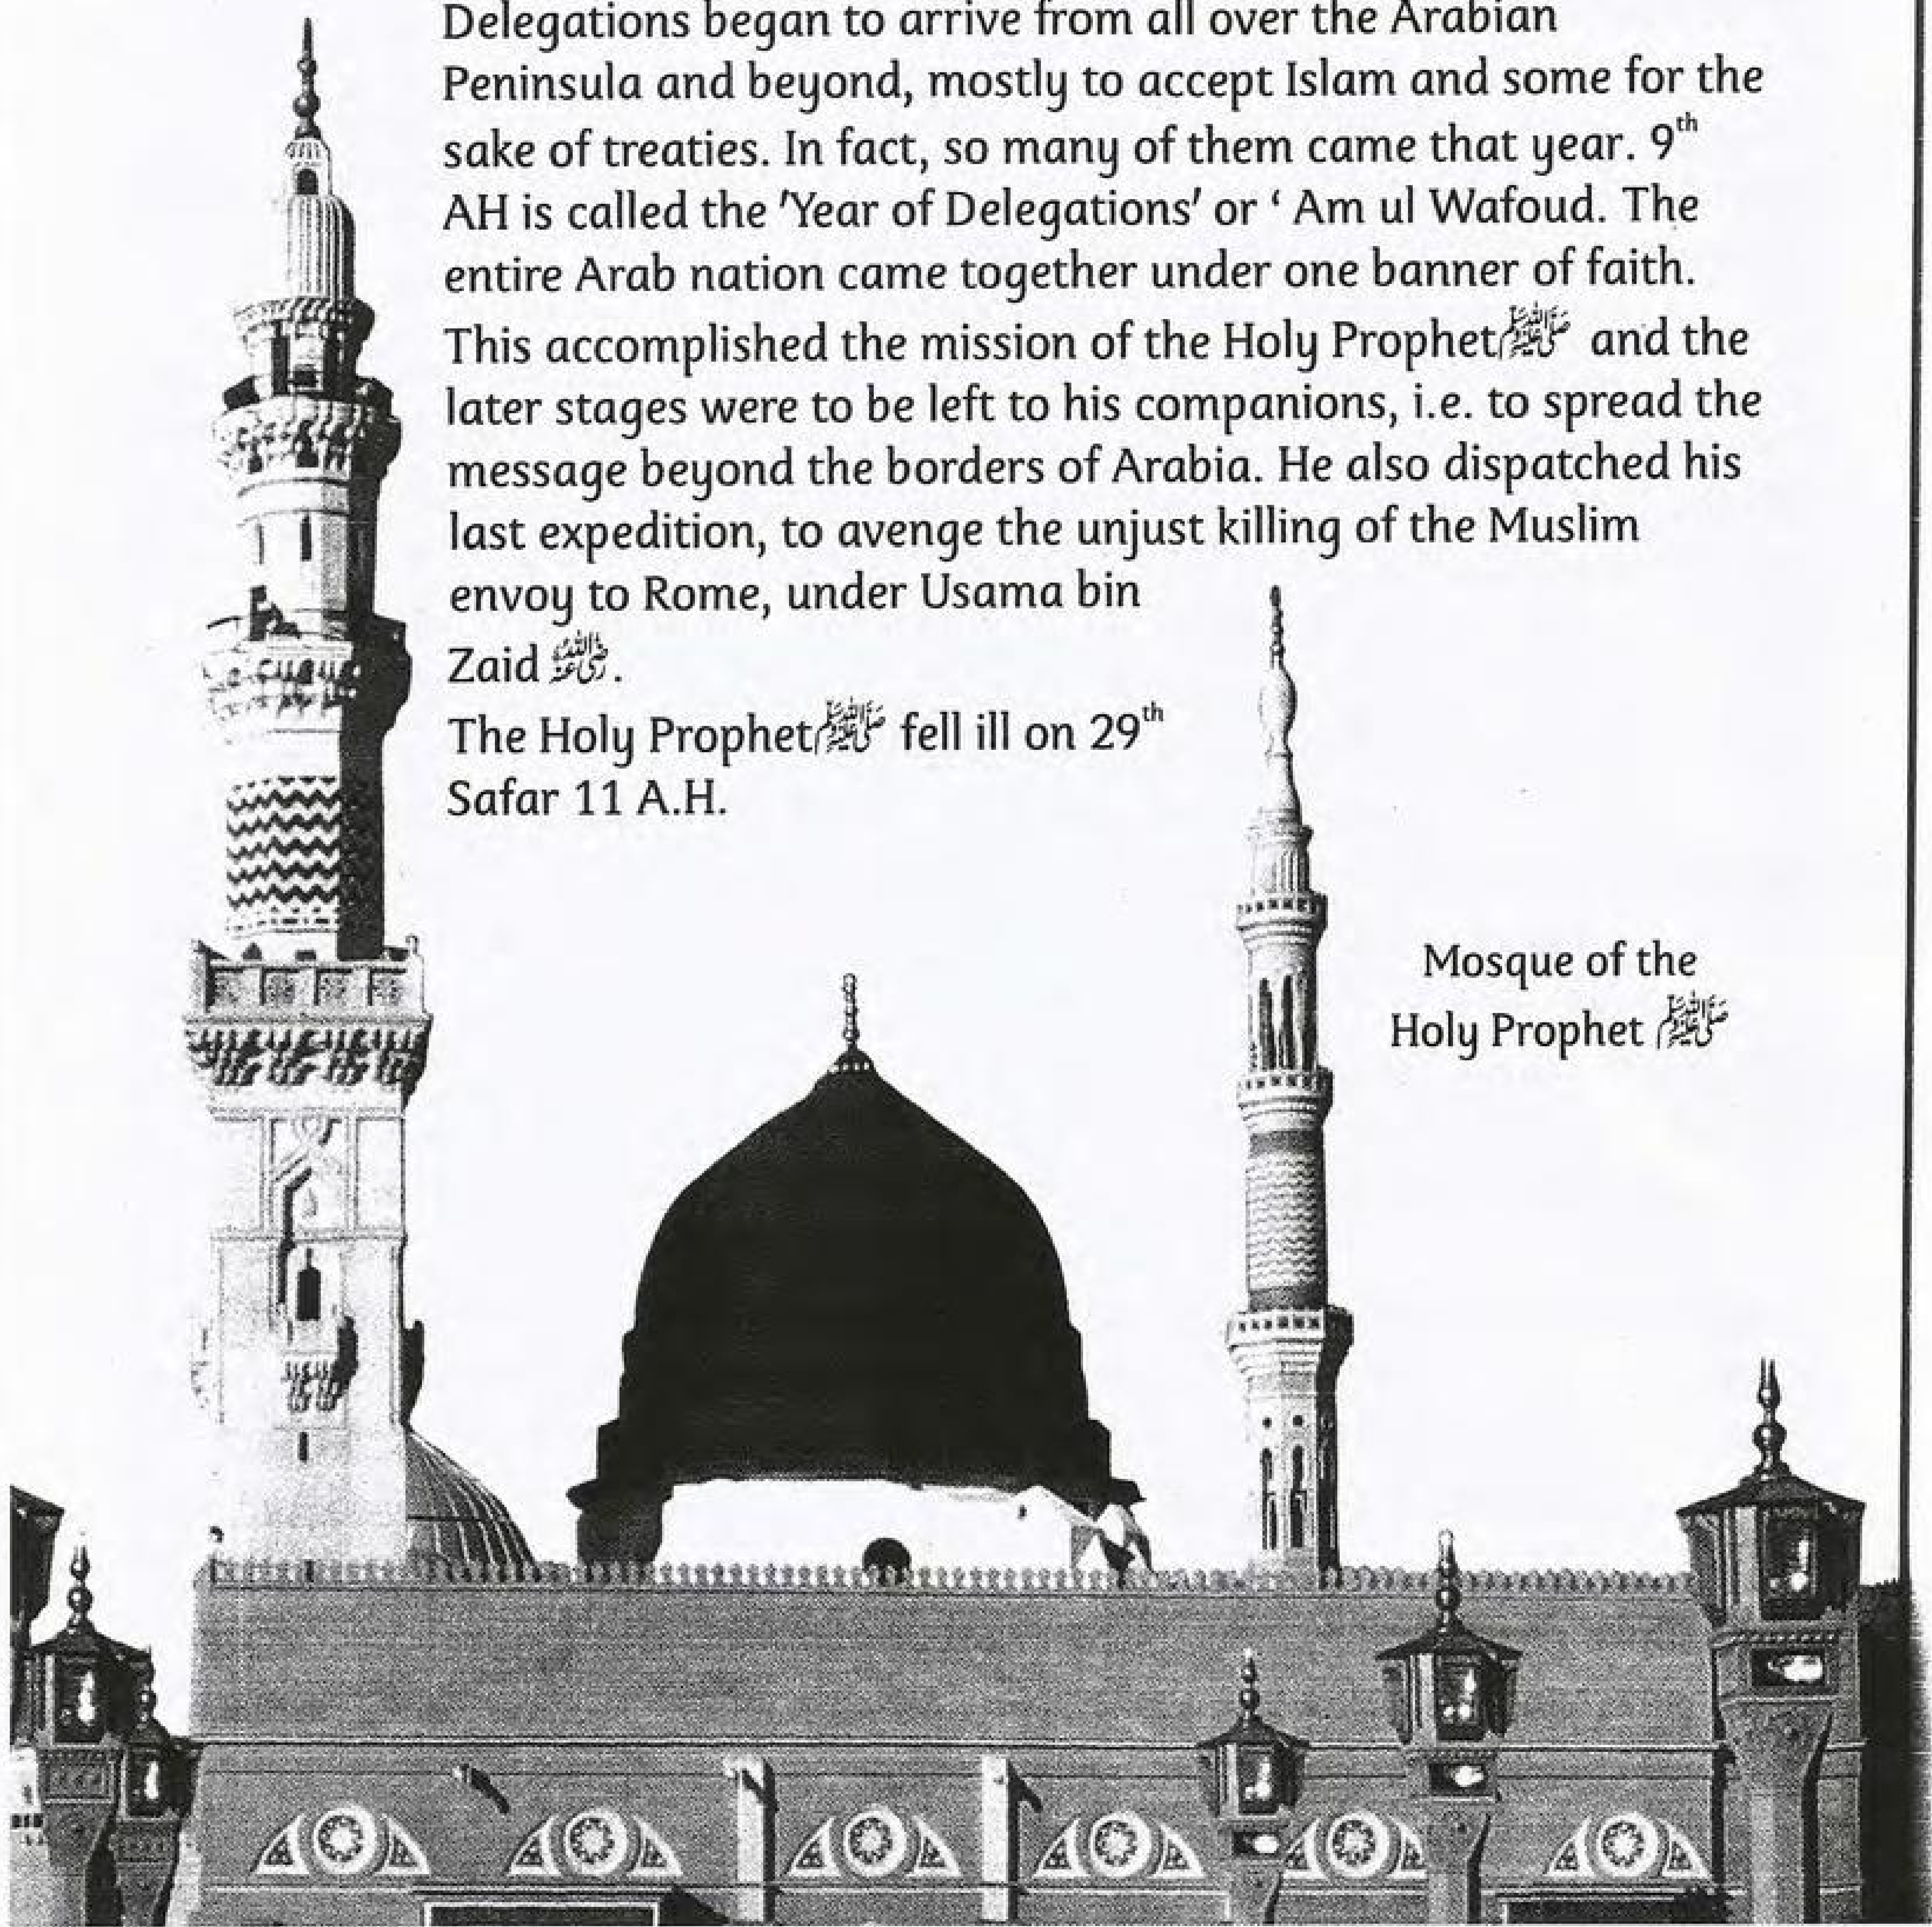 Delegations began to arrive from all over the Arabian
Peninsula and beyond, mostly to accept Islam and some for the
sake of treaties. In fact, so many of them came that year. 9th
AH is called the 'Year of Delegations' or ‘ Am ul Wafoud. The
entire Arab nation came together under one banner of faith.
This accomplished the mission of the Holy Prophetﷺ and the
later stages were to be left to his companions, i.e. to spread the
message beyond the borders of Arabia. He also dispatched his
last expedition, to avenge the unjust killing of the Muslim
envoy to Rome, under Usama bin
Zaid رضي الله عنه.
The Holy Prophetﷺ fell ill on 29th
Safar 11 A.H.
Mosque of the
Holy Prophet ﷺ